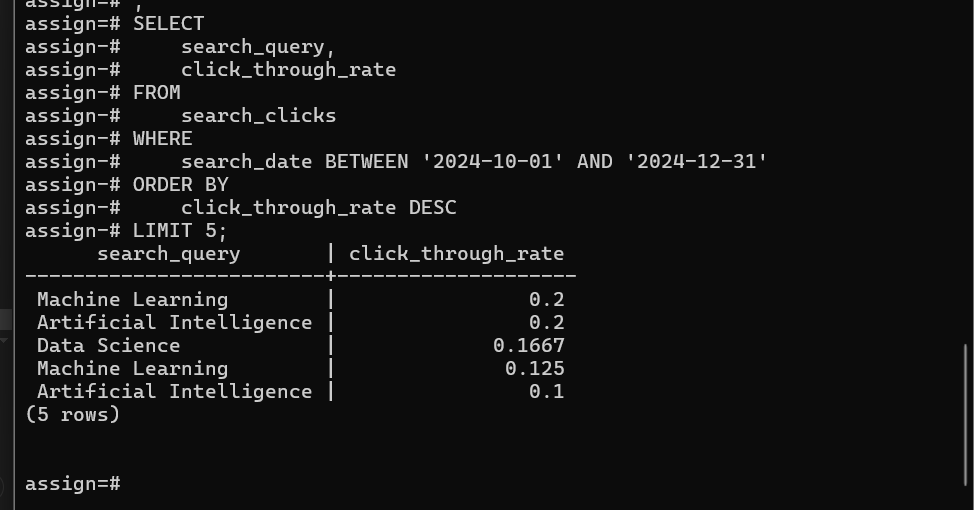 assign=# ;
assign=# SELECT
assign-#     search_query,
assign-#     click_through_rate
assign-# FROM
assign-#     search_clicks
assign-# WHERE
assign-#     search_date BETWEEN '2024-10-01' AND '2024-12-31'
assign-# ORDER BY
assign-#     click_through_rate DESC
assign-# LIMIT 5;
      search_query       | click_through_rate
-------------------------+--------------------
 Machine Learning        |                0.2
 Artificial Intelligence |                0.2
 Data Science            |             0.1667
 Machine Learning        |              0.125
 Artificial Intelligence |                0.1
(5 rows)
assign=#